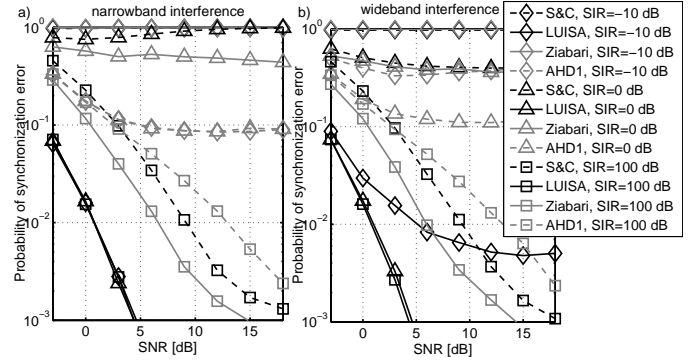 a) narrowband interference
Probability of synchronization error
10^0
10^−1
10^−2
10^−3
0 5 10 15
SNR [dB]
b) wideband interference
Probability of synchronization error
10^0
10^−1
10^−2
10^−3
0 5 10 15
SNR [dB]
S&C, SIR=−10 dB
LUISA, SIR=−10 dB
Ziabari, SIR=−10 dB
AHD1, SIR=−10 dB
S&C, SIR=0 dB
LUISA, SIR=0 dB
Ziabari, SIR=0 dB
AHD1, SIR=0 dB
S&C, SIR=100 dB
LUISA, SIR=100 dB
Ziabari, SIR=100 dB
AHD1, SIR=100 dB